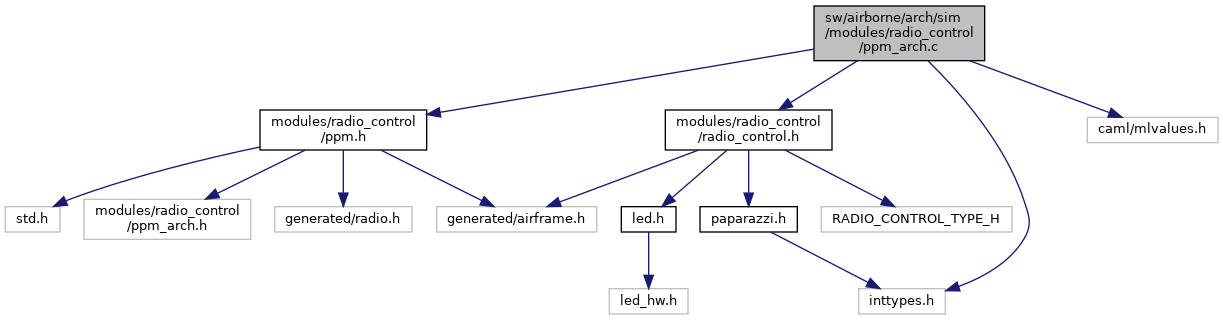 sw/airborne/arch/sim
/modules/radio_control
/ppm_arch.c
modules/radio_control
/ppm.h
modules/radio_control
/radio_control.h
caml/mlvalues.h
std.h
modules/radio_control
/ppm_arch.h
generated/radio.h
generated/airframe.h
led.h
paparazzi.h
RADIO_CONTROL_TYPE_H
led_hw.h
inttypes.h